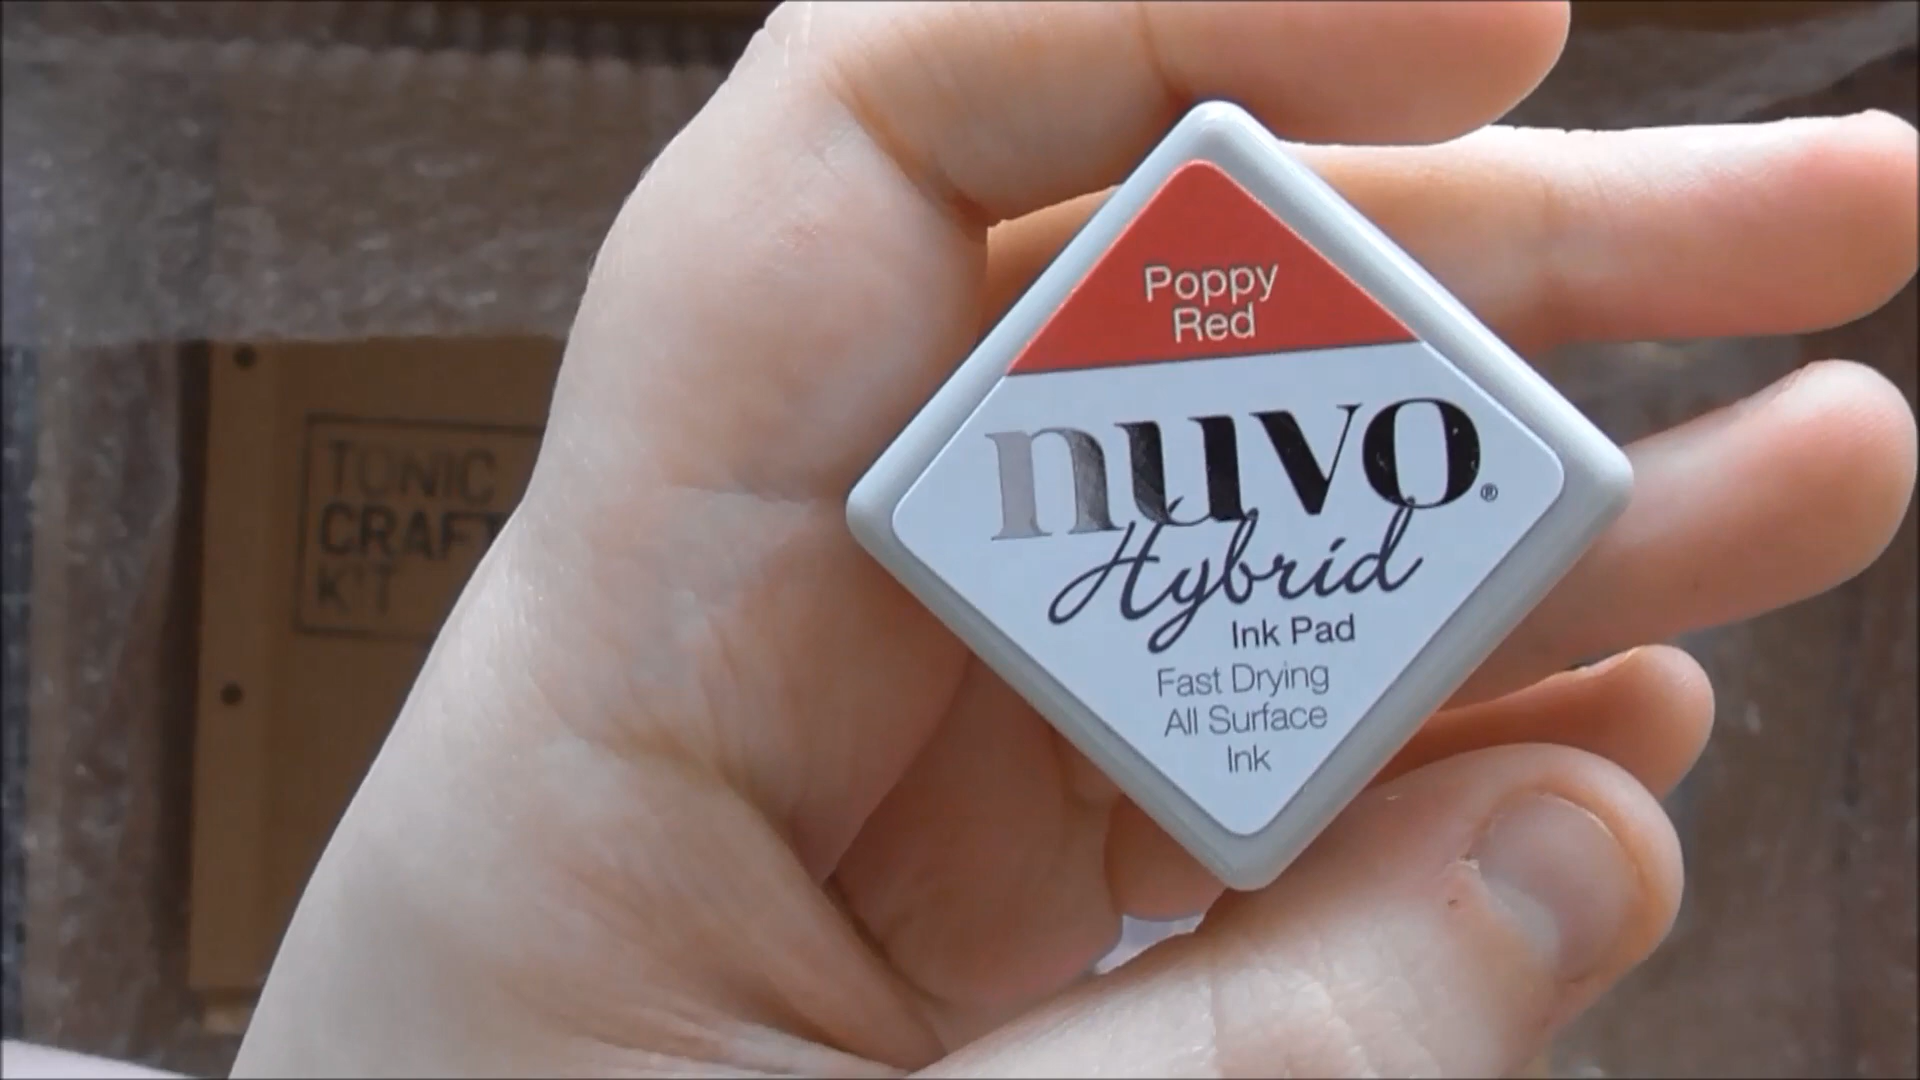 Poppy
Red
nuvo®
Hybrid
Ink Pad
Fast Drying
All Surface
Ink
TONIC
CRAFT
KIT